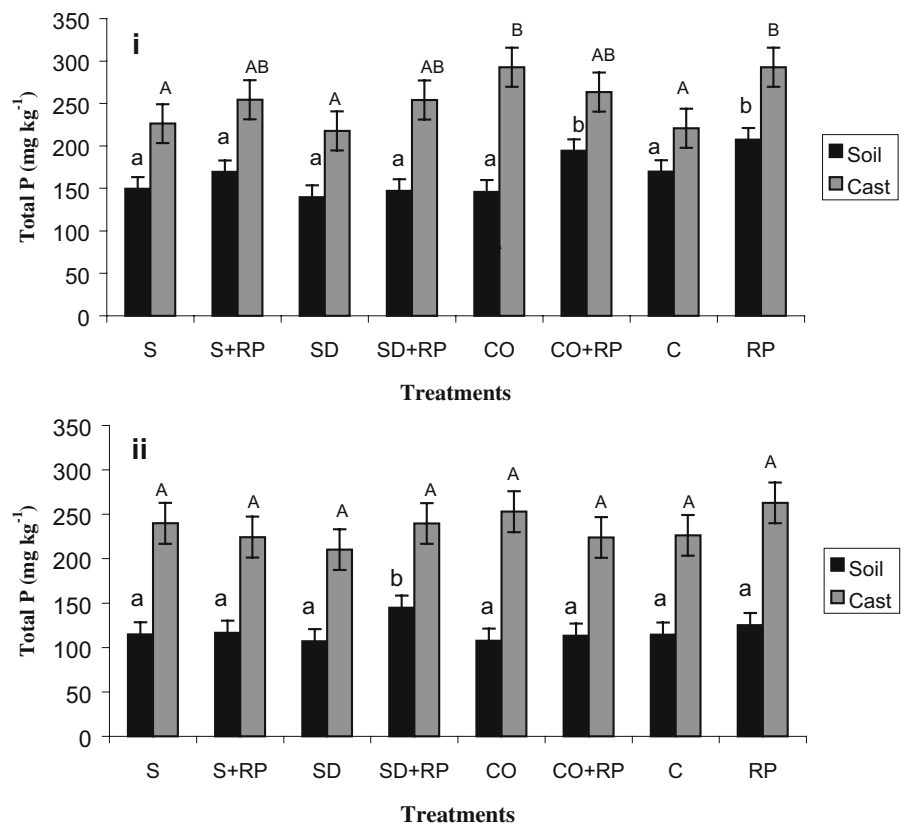 i
Total P (mg kg-1)
350
300
250
200
150
100
50
0
a A
a AB
a A
a AB
a B
b AB
a A
b B
S S+RP SD SD+RP CO CO+RP C RP
Treatments
Soil
Cast
ii
Total P (mg kg-1)
350
300
250
200
150
100
50
0
a A
a A
a A
b A
a A
a A
a A
a A
S S+RP SD SD+RP CO CO+RP C RP
Treatments
Soil
Cast